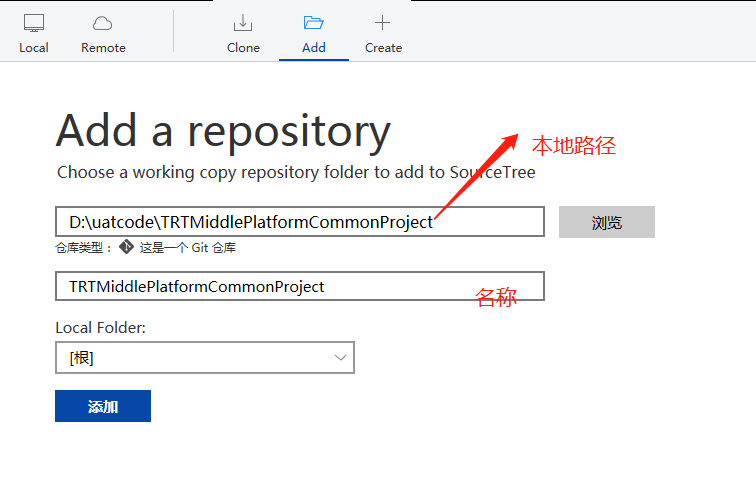 Local
Remote
Clone
Add
Create
Add a repository
本地路径
Choose a working copy repository folder to add to SourceTree
D:\uatcode\TRTMiddlePlatformCommonProject
浏览
仓库类型： 这是一个 Git 仓库
TRTMiddlePlatformCommonProject
名称
Local Folder:
[根]
添加